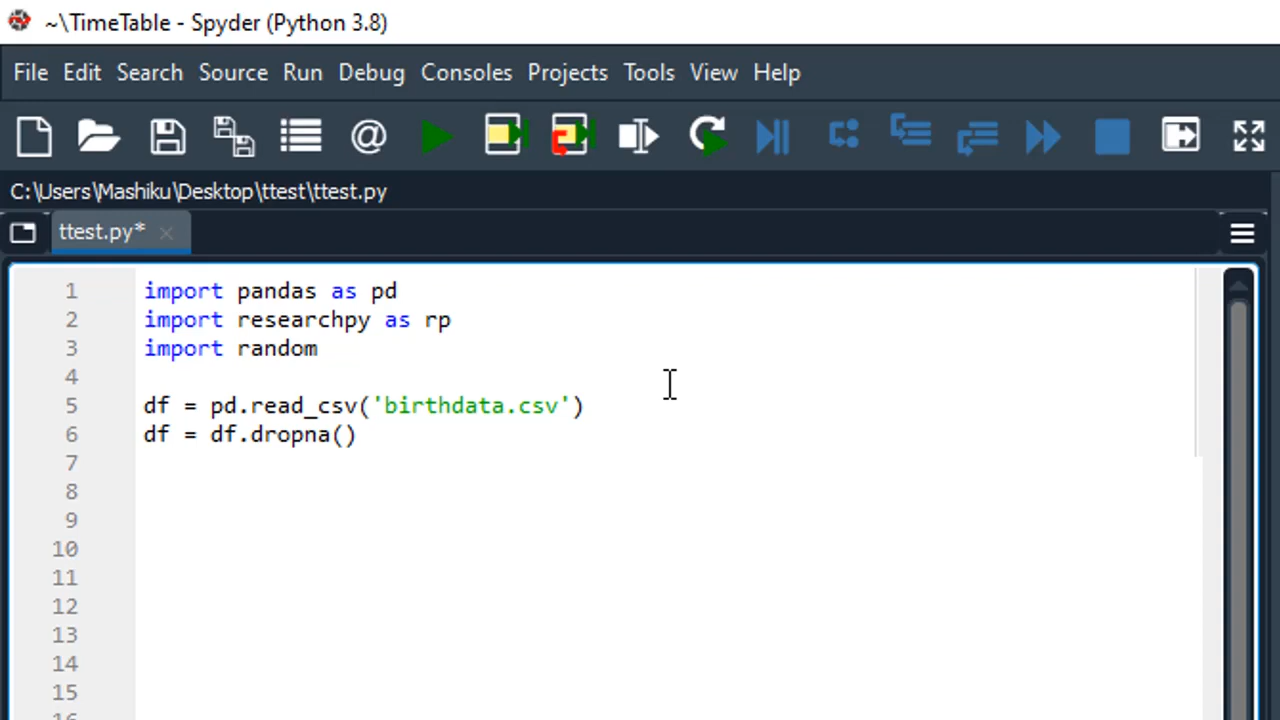 ~\TimeTable - Spyder (Python 3.8)
File Edit Search Source Run Debug Consoles Projects Tools View Help
C:\Users\Mashiku\Desktop\ttest\ttest.py
ttest.py*
1 import pandas as pd
2 import researchpy as rp
3 import random
4
5 df = pd.read_csv('birthdata.csv')
6 df = df.dropna()
7
8
9
10
11
12
13
14
15
16